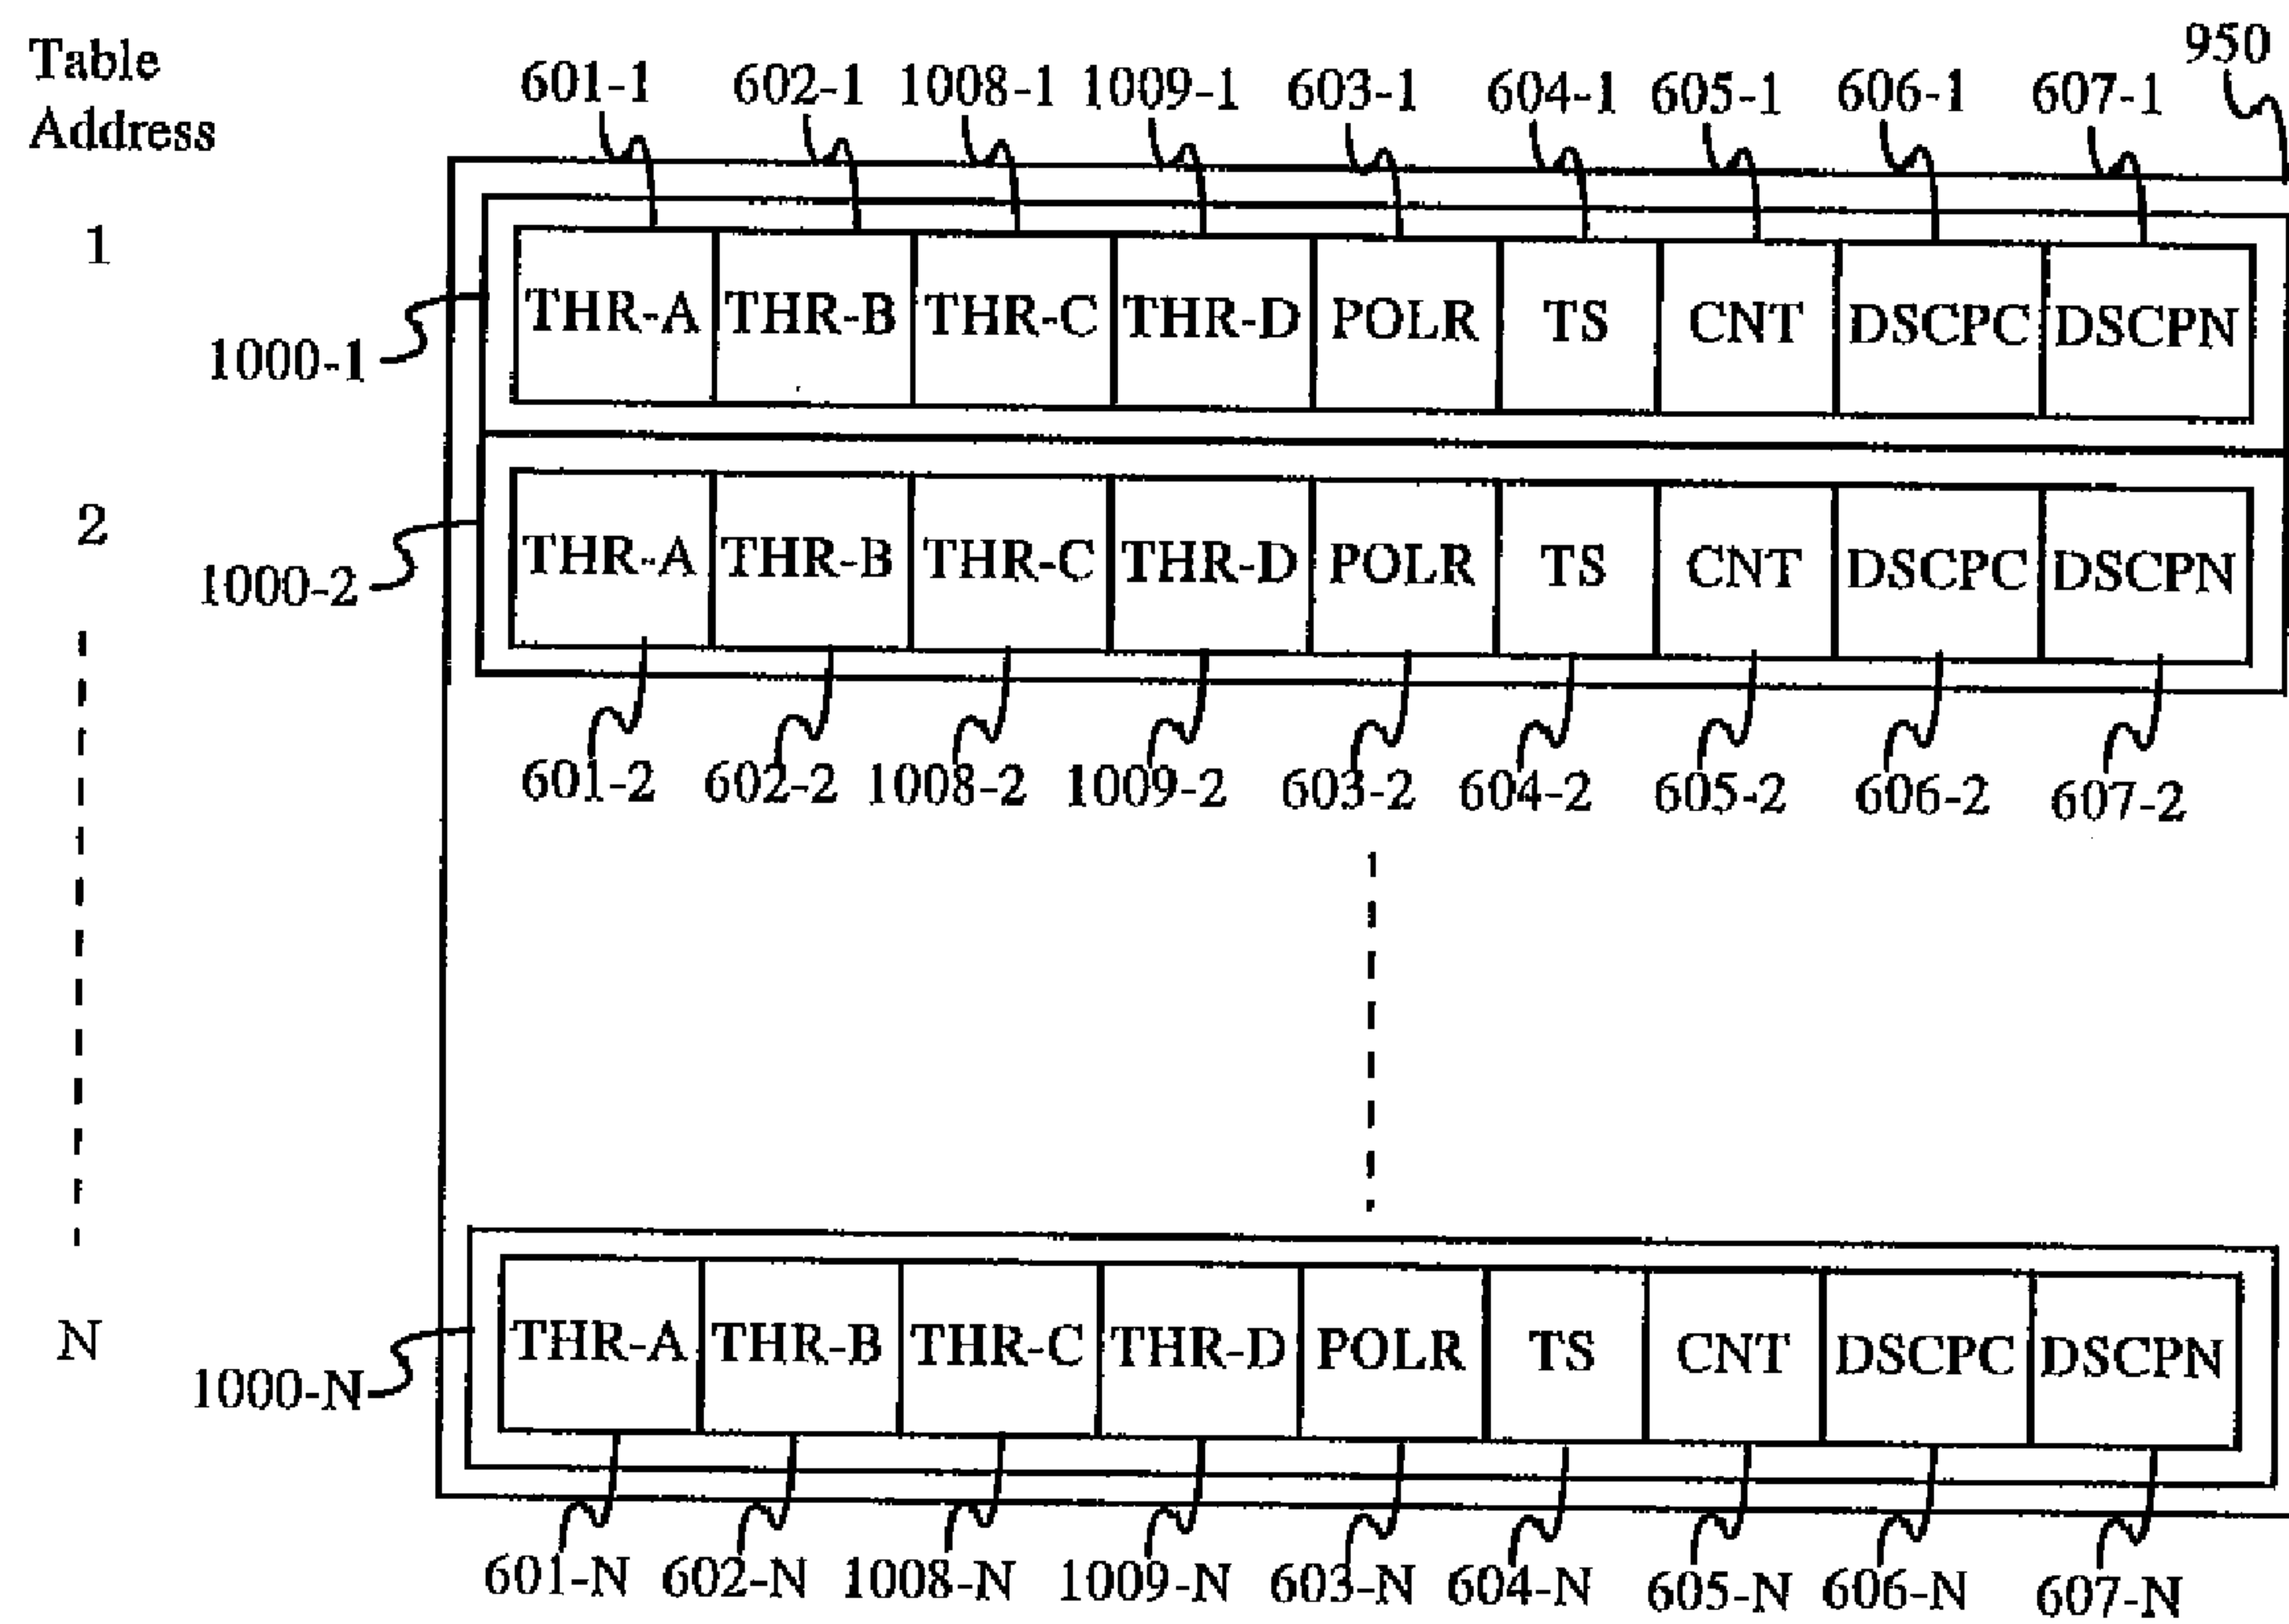 Table
Address
950
601-1 602-1 1008-1 1009-1 603-1 604-1 605-1 606-1 607-1
1
THR-A THR-B THR-C THR-D POLR TS CNT DSCPC DSCPN
1000-1
2
THR-A THR-B THR-C THR-D POLR TS CNT DSCPC DSCPN
1000-2
601-2 602-2 1008-2 1009-2 603-2 604-2 605-2 606-2 607-2
N
THR-A THR-B THR-C THR-D POLR TS CNT DSCPC DSCPN
1000-N
601-N 602-N 1008-N 1009-N 603-N 604-N 605-N 606-N 607-N